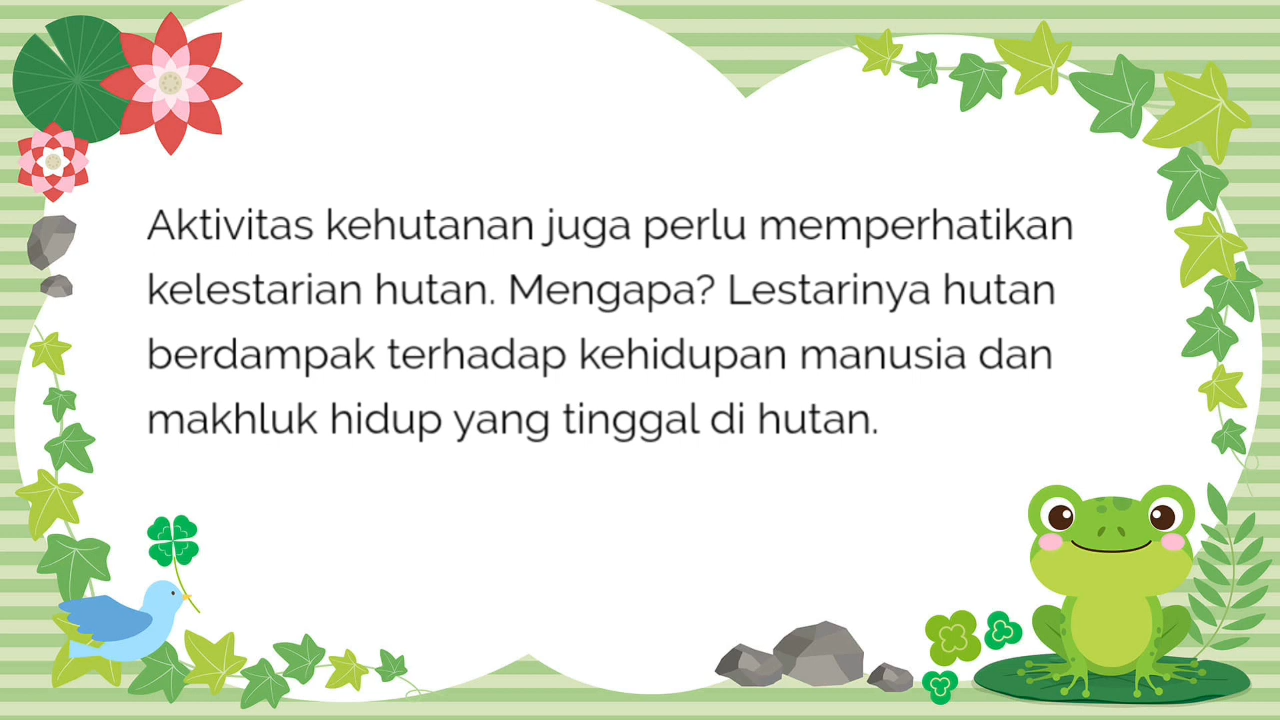 Aktivitas kehutanan juga perlu memperhatikan
kelestarian hutan. Mengapa? Lestarinya hutan
berdampak terhadap kehidupan manusia dan
makhluk hidup yang tinggal di hutan.